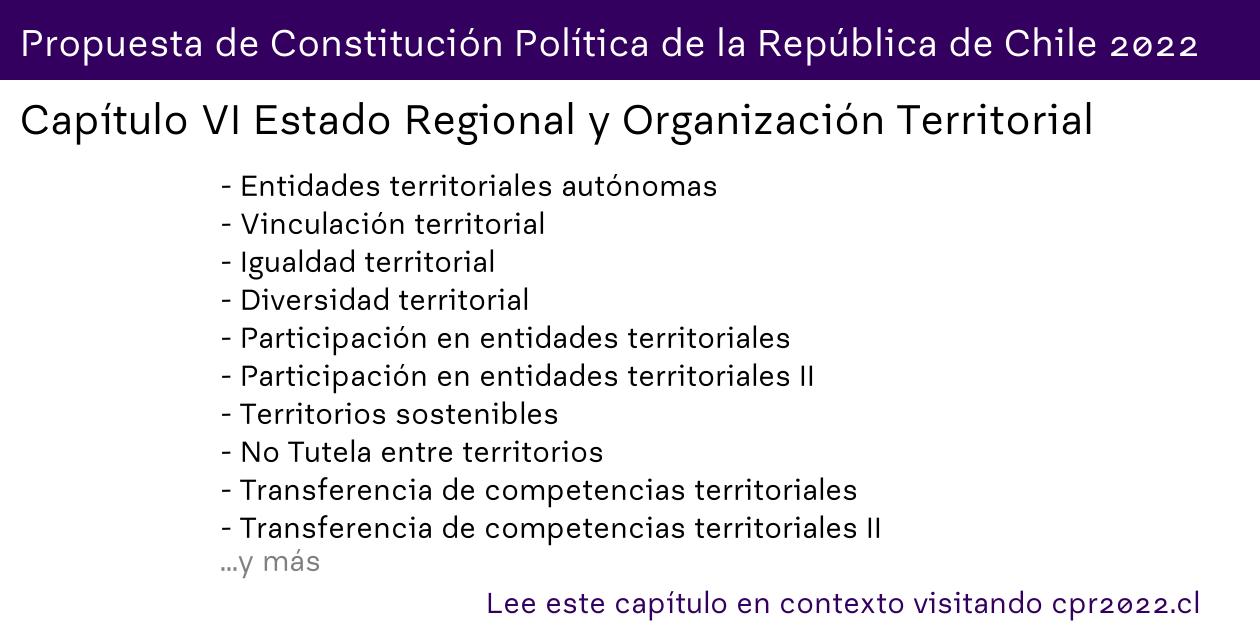 Propuesta de Constitución Política de la República de Chile 2022
Capítulo VI Estado Regional y Organización Territorial
- Entidades territoriales autónomas
- Vinculación territorial
- Igualdad territorial
- Diversidad territorial
- Participación en entidades territoriales
- Participación en entidades territoriales II
- Territorios sostenibles
- No Tutela entre territorios
- Transferencia de competencias territoriales
- Transferencia de competencias territoriales II
...y más
Lee este capítulo en contexto visitando cpr2022.cl